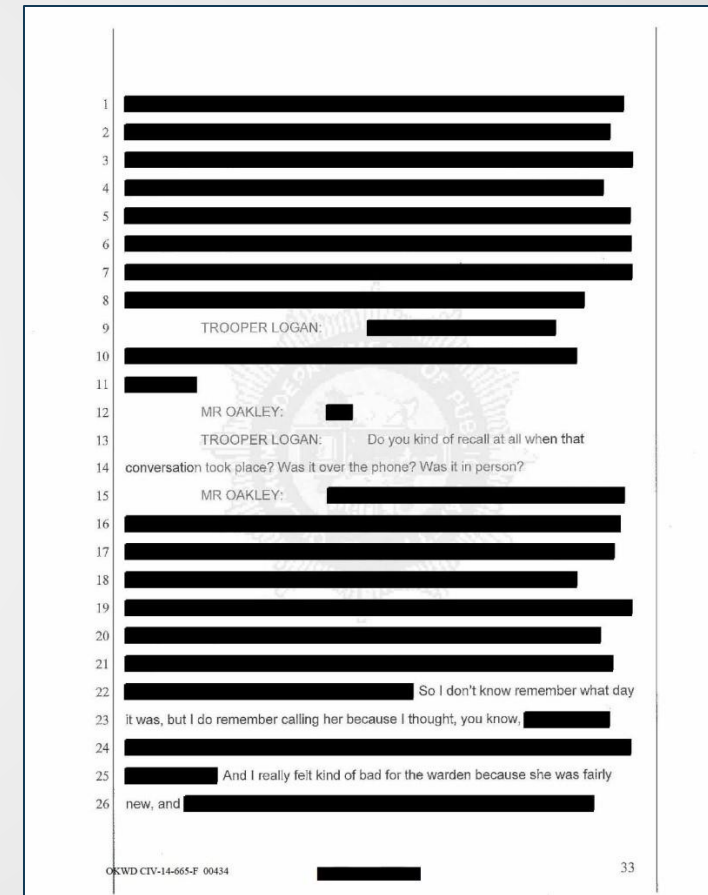 1
2
3
4
5
6
7
8
9 TROOPER LOGAN:
10
11
12 MR OAKLEY:
13 TROOPER LOGAN: Do you kind of recall at all when that
14 conversation took place? Was it over the phone? Was it in person?
15 MR OAKLEY:
16
17
18
19
20
21
22 So I don't know remember what day
23 it was, but I do remember calling her because I thought, you know,
24
25 And I really felt kind of bad for the warden because she was fairly
26 new, and
OKWD CIV-14-665-F 00434 33